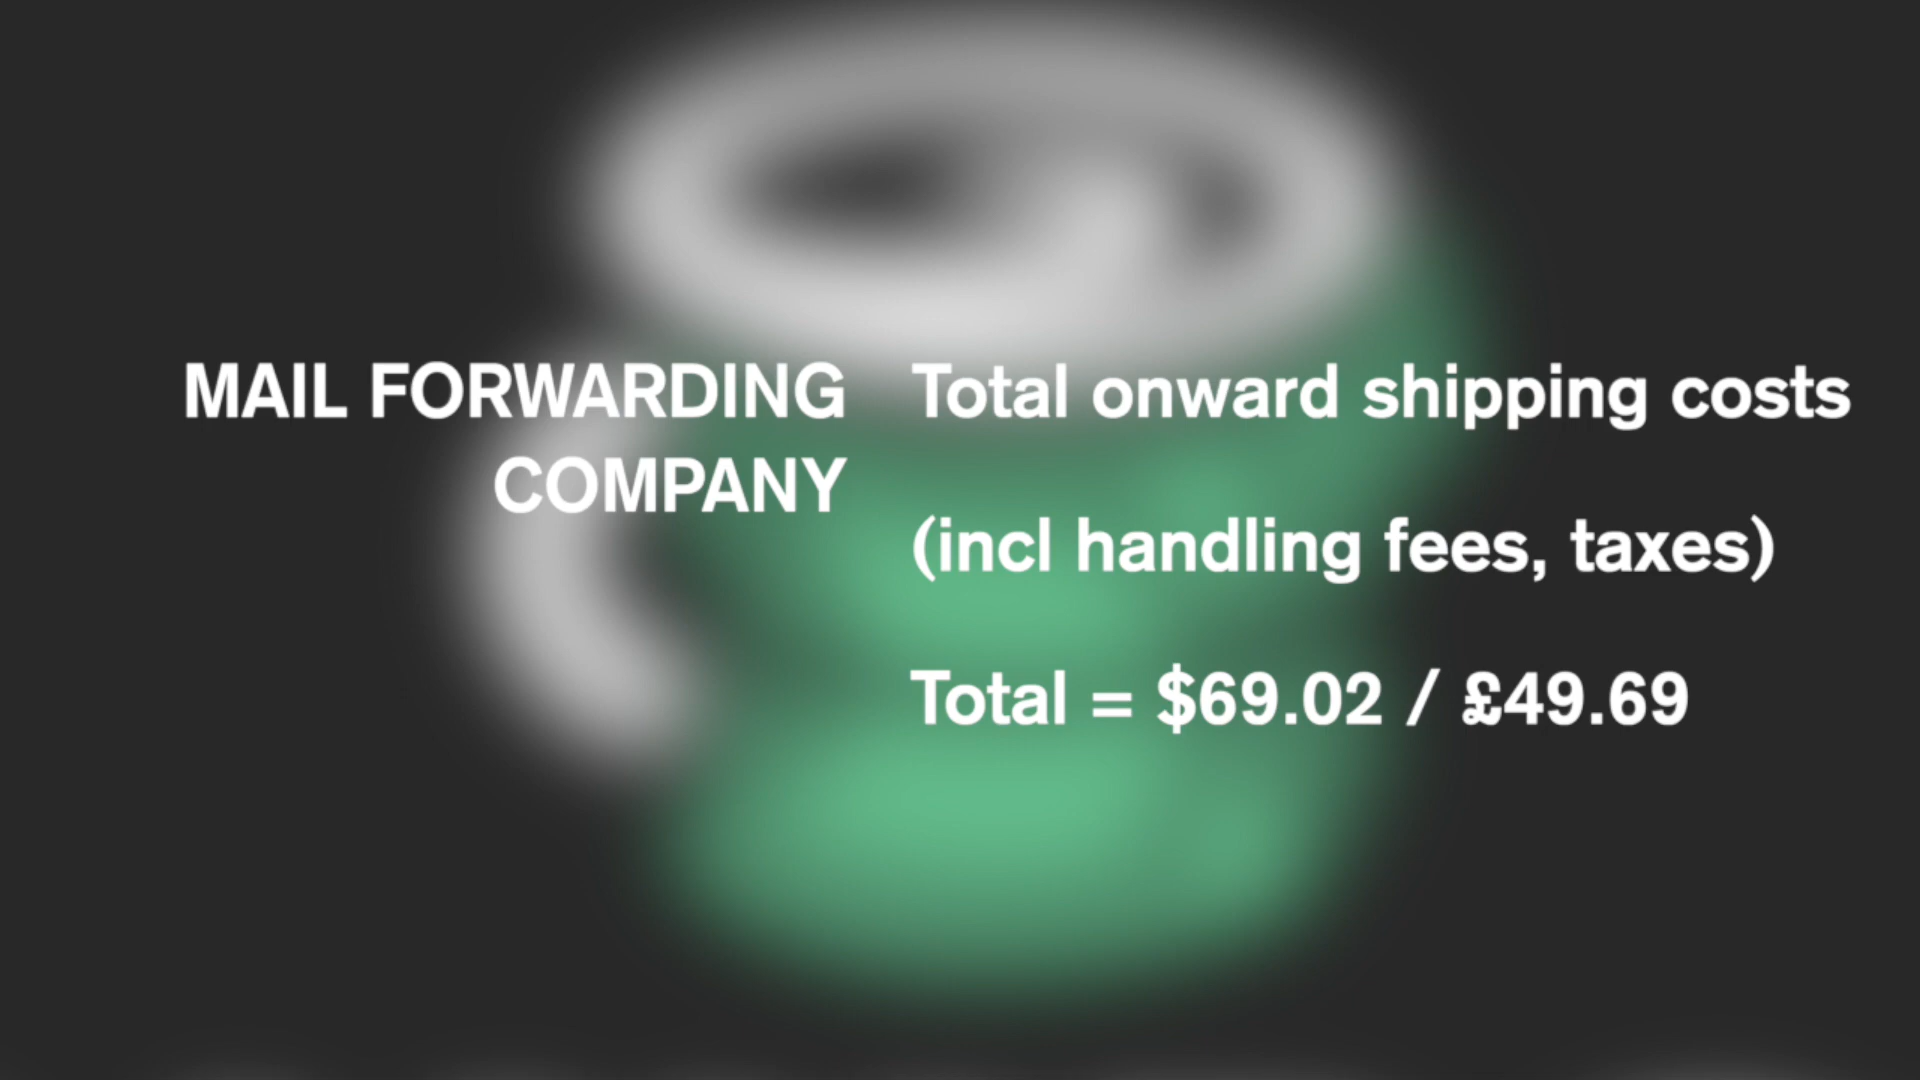 MAIL FORWARDING
COMPANY
Total onward shipping costs
(incl handling fees, taxes)
Total = $69.02 / £49.69